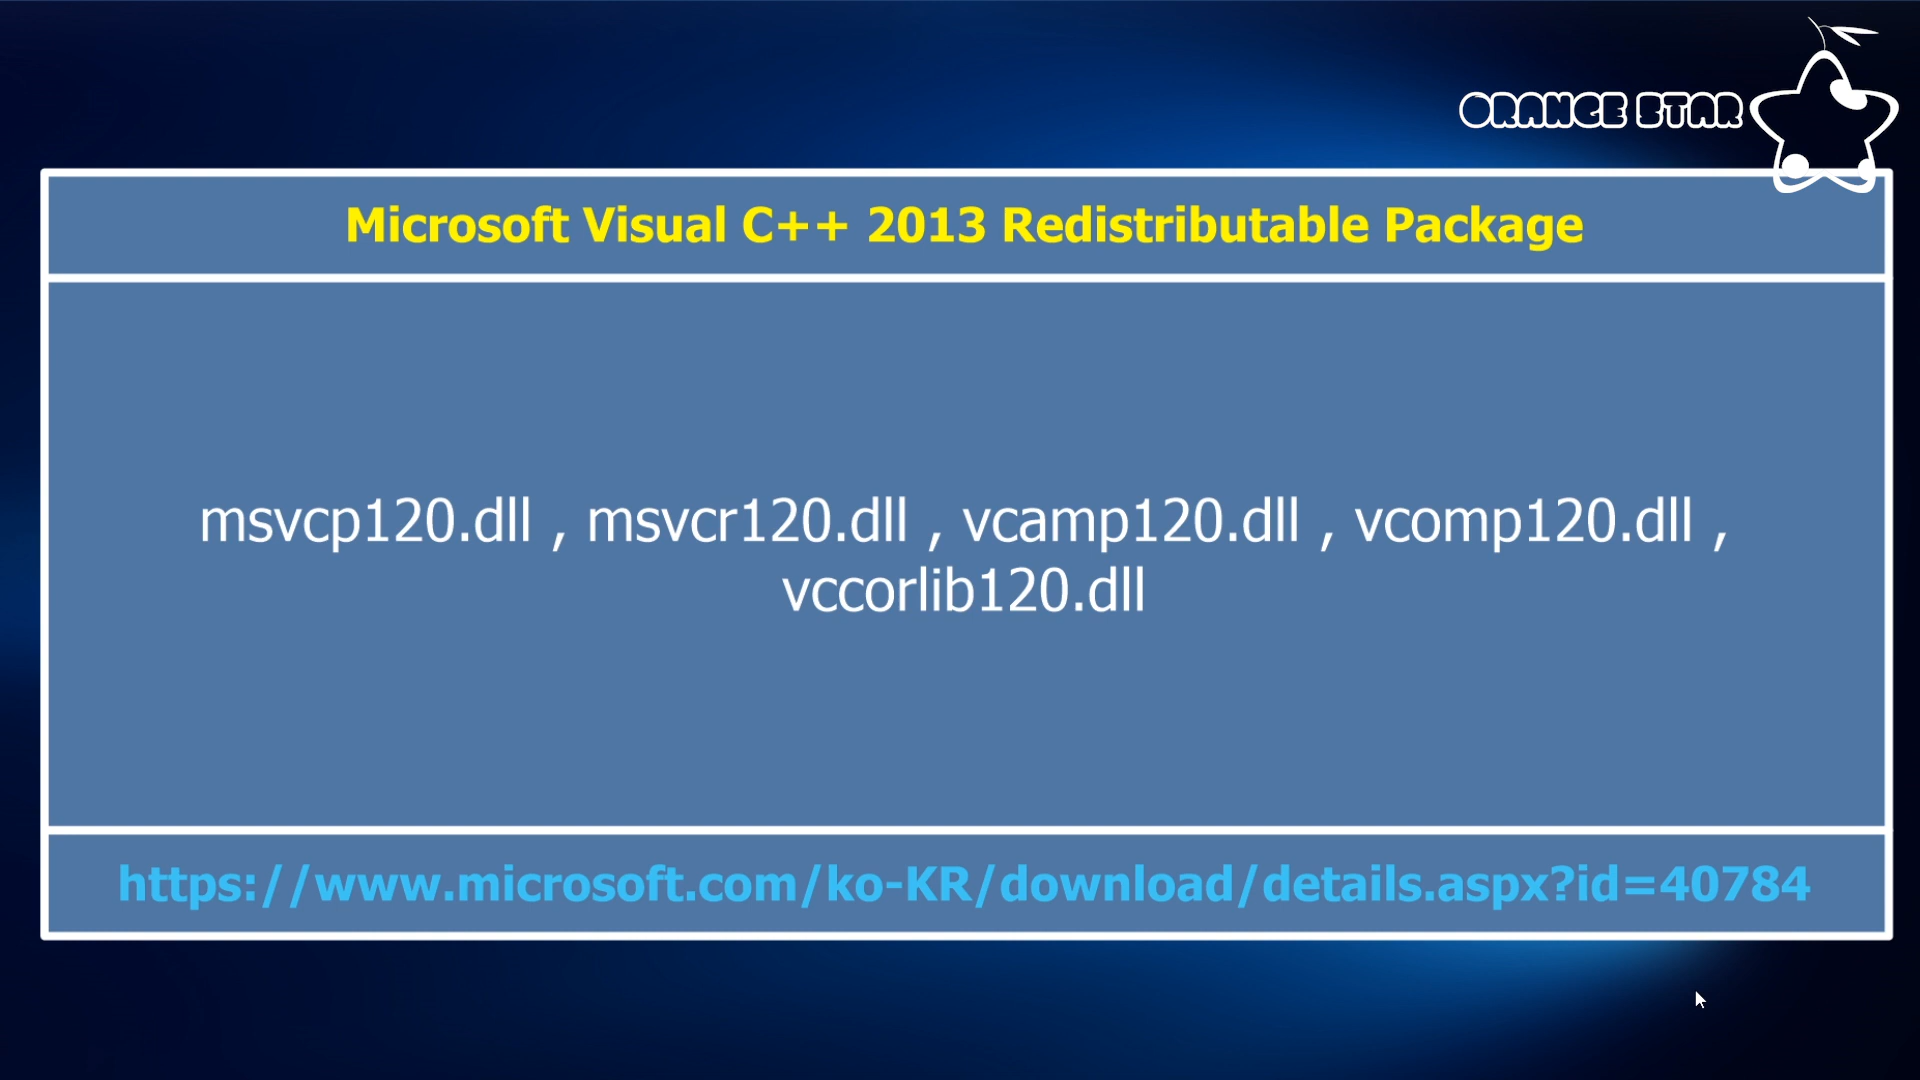 ORANGE STAR
Microsoft Visual C++ 2013 Redistributable Package
msvcp120.dll , msvcr120.dll , vcamp120.dll , vcomp120.dll ,
vccorlib120.dll
https://www.microsoft.com/ko-KR/download/details.aspx?id=40784